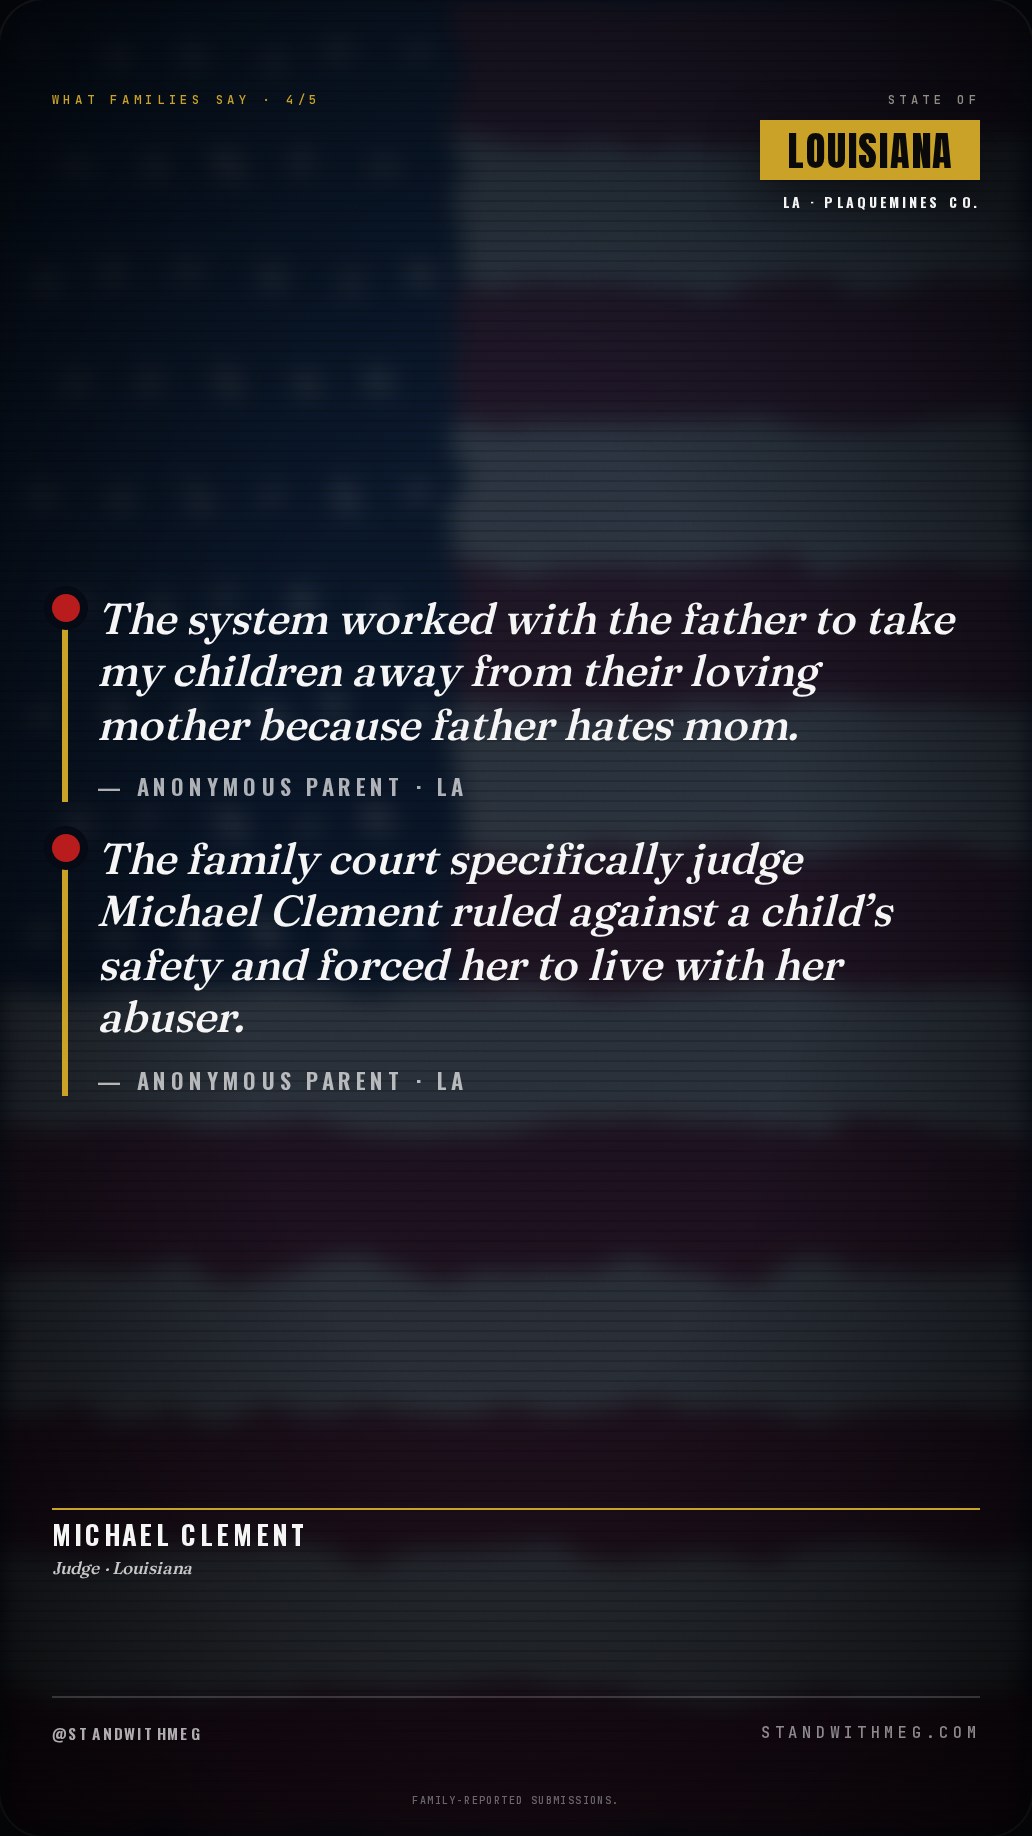 WHAT FAMILIES SAY · 4/5
STATE OF
LOUISIANA
LA · PLAQUEMINES CO.
The system worked with the father to take
my children away from their loving
mother because father hates mom.
— ANONYMOUS PARENT · LA
The family court specifically judge
Michael Clement ruled against a child’s
safety and forced her to live with her
abuser.
— ANONYMOUS PARENT · LA
MICHAEL CLEMENT
Judge · Louisiana
@STANDWITHMEG
STANDWITHMEG.COM
FAMILY-REPORTED SUBMISSIONS.